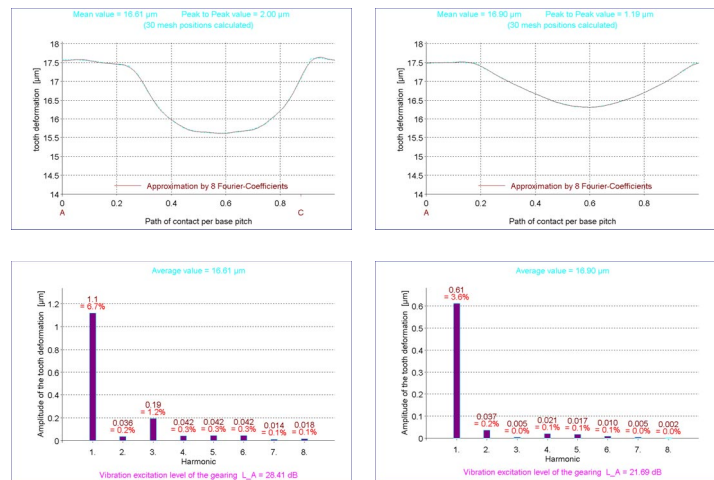 Mean value = 16.61 µm Peak to Peak value = 2.00 µm
(30 mesh positions calculated)
tooth deformation [µm]
18
17.5
17
16.5
16
15.5
15
14.5
14
Approximation by 8 Fourier-Coefficients
0 0.2 0.4 0.6 0.8
A C
Path of contact per base pitch
Mean value = 16.90 µm Peak to Peak value = 1.19 µm
(30 mesh positions calculated)
tooth deformation [µm]
18
17.5
17
16.5
16
15.5
15
14.5
14
Approximation by 8 Fourier-Coefficients
0 0.2 0.4 0.6 0.8
A
Path of contact per base pitch
Average value = 16.61 µm
Amplitude of the tooth deformation [µm]
1.2
1
0.8
0.6
0.4
0.2
0
1.1
= 6.7%
0.036
= 0.2%
0.19
= 1.2%
0.042
= 0.3%
0.042
= 0.3%
0.042
= 0.3%
0.014
= 0.1%
0.018
= 0.1%
1. 2. 3. 4. 5. 6. 7. 8.
Harmonic
Vibration excitation level of the gearing L_A = 28.41 dB
Average value = 16.90 µm
Amplitude of the tooth deformation [µm]
0.6
0.5
0.4
0.3
0.2
0.1
0
0.61
= 3.6%
0.037
= 0.2%
0.005
= 0.0%
0.021
= 0.1%
0.017
= 0.1%
0.010
= 0.1%
0.005
= 0.0%
0.002
= 0.0%
1. 2. 3. 4. 5. 6. 7. 8.
Harmonic
Vibration excitation level of the gearing L_A = 21.69 dB